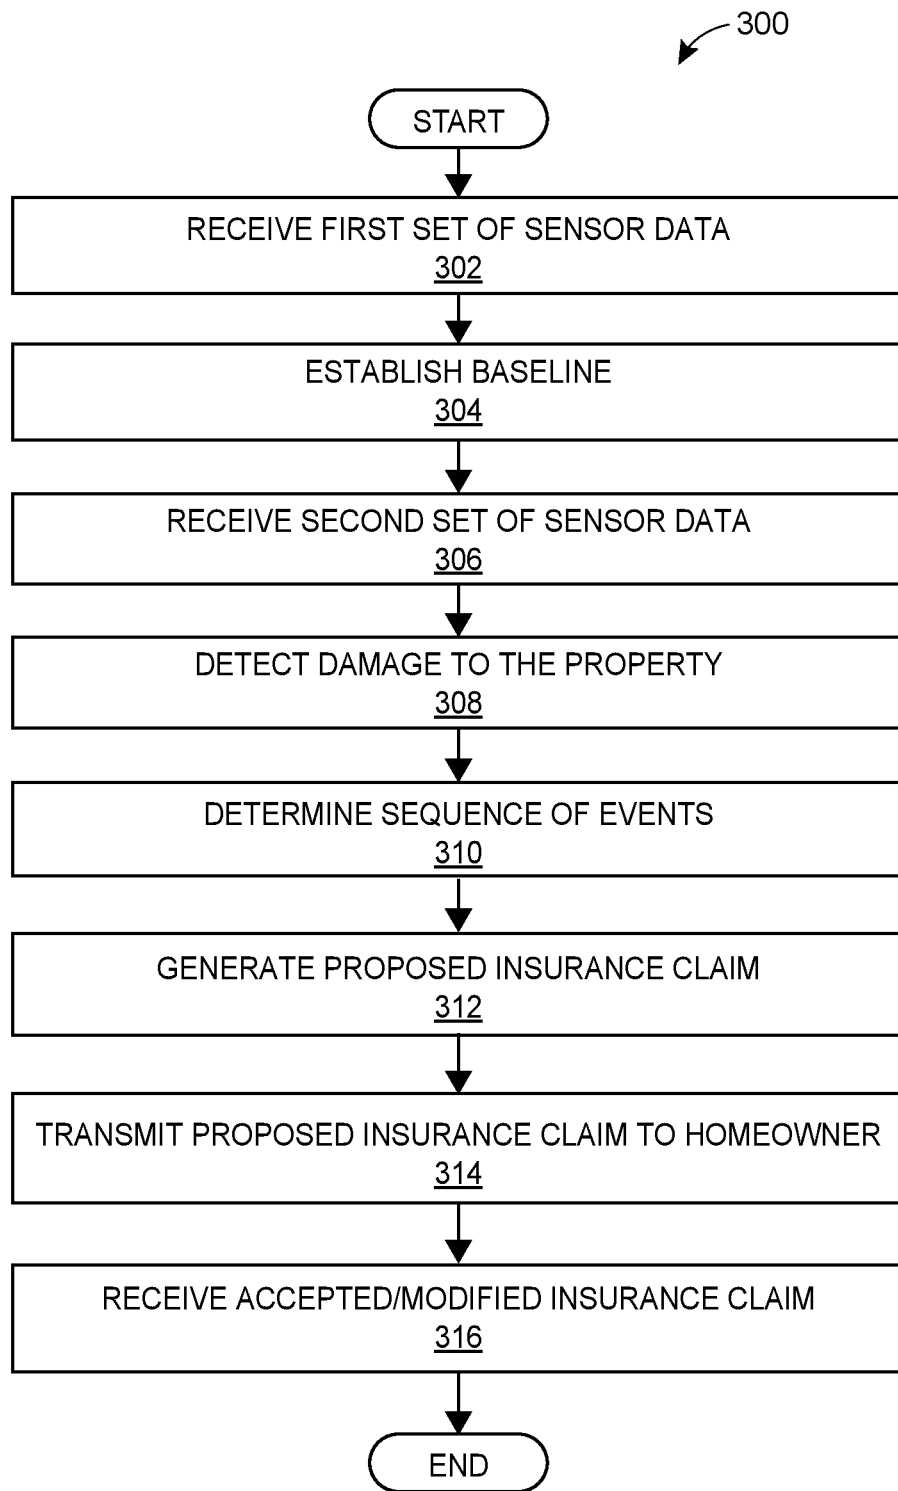 300
START
RECEIVE FIRST SET OF SENSOR DATA
302
ESTABLISH BASELINE
304
RECEIVE SECOND SET OF SENSOR DATA
306
DETECT DAMAGE TO THE PROPERTY
308
DETERMINE SEQUENCE OF EVENTS
310
GENERATE PROPOSED INSURANCE CLAIM
312
TRANSMIT PROPOSED INSURANCE CLAIM TO HOMEOWNER
314
RECEIVE ACCEPTED/MODIFIED INSURANCE CLAIM
316
END